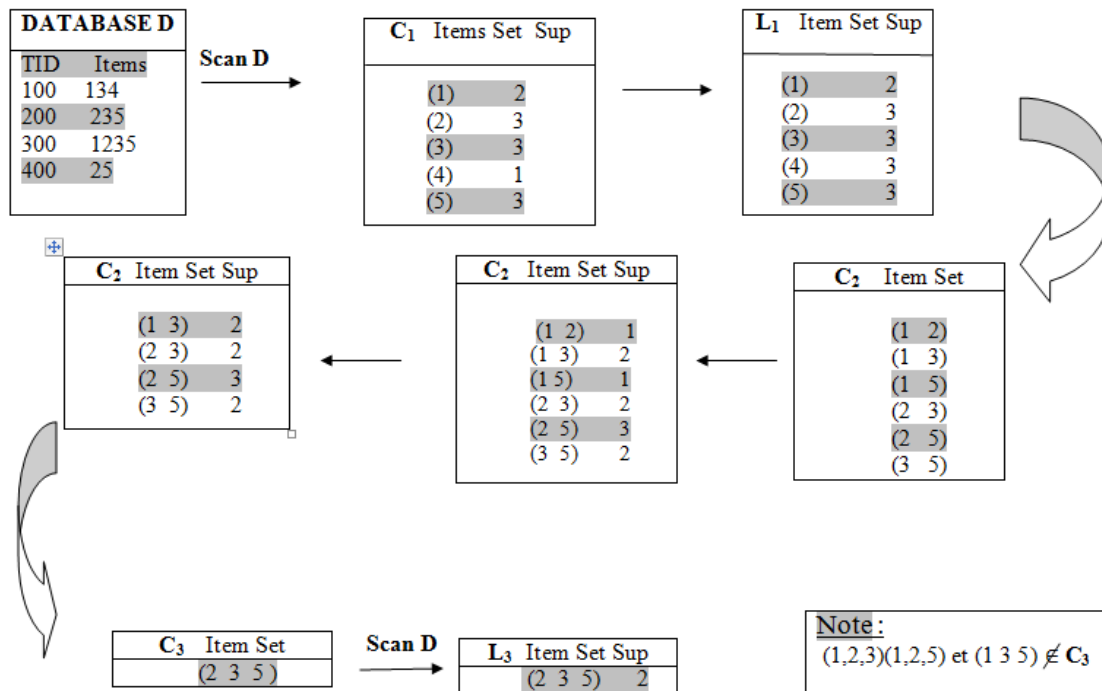 DATABASE D
TID Items
100 134
200 235
300 1235
400 25
Scan D
C₁ Items Set Sup
(1) 2
(2) 3
(3) 3
(4) 1
(5) 3
L₁ Item Set Sup
(1) 2
(2) 3
(3) 3
(4) 3
(5) 3
C₂ Item Set Sup
(1 3) 2
(2 3) 2
(2 5) 3
(3 5) 2
C₂ Item Set Sup
(1 2) 1
(1 3) 2
(1 5) 1
(2 3) 2
(2 5) 3
(3 5) 2
C₂ Item Set
(1 2)
(1 3)
(1 5)
(2 3)
(2 5)
(3 5)
C₃ Item Set
(2 3 5 )
Scan D
L₃ Item Set Sup
(2 3 5) 2
Note :
(1,2,3)(1,2,5) et (1 3 5) ∉ C₃